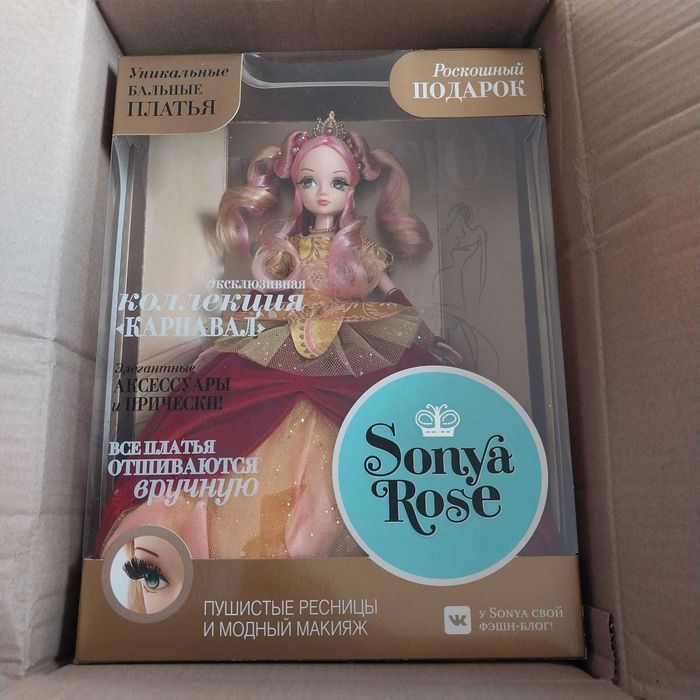 Уникальные
БАЛЬНЫЕ
ПЛАТЬЯ
Роскошный
ПОДАРОК
Эксклюзивная
КОЛЛЕКЦИЯ
«КАРНАВАЛ»
Элегантные
АКСЕССУАРЫ
и ПРИЧЕСКИ!
ВСЕ ПЛАТЬЯ
ОТШИВАЮТСЯ
вручную
Sonya
Rose
ПУШИСТЫЕ РЕСНИЦЫ
И МОДНЫЙ МАКИЯЖ
У SONYA СВОЙ
ФЭШН-БЛОГ!